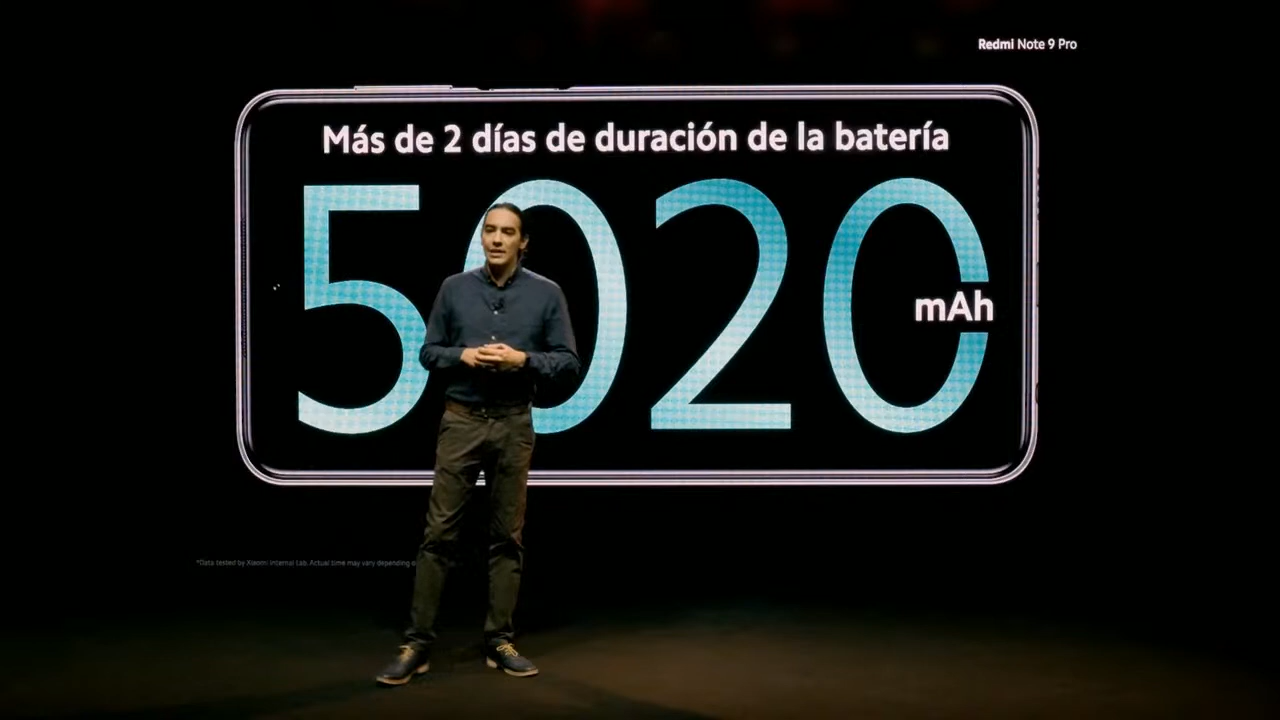 Redmi Note 9 Pro
Más de 2 días de duración de la batería
5020
mAh
*Data tested by Xiaomi Internal Lab. Actual time may vary depending